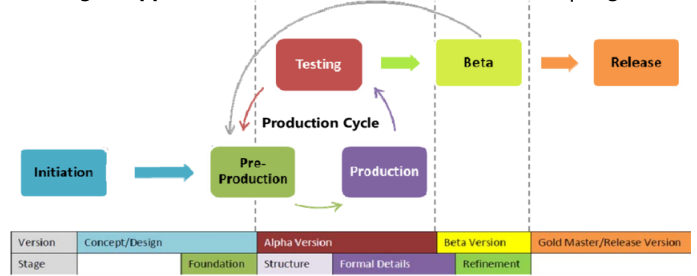 Testing
Beta
Release
Production Cycle
Initiation
Pre-
Production
Production
Version
Concept/Design
Alpha Version
Beta Version
Gold Master/Release Version
Stage
Foundation
Structure
Formal Details
Refinement